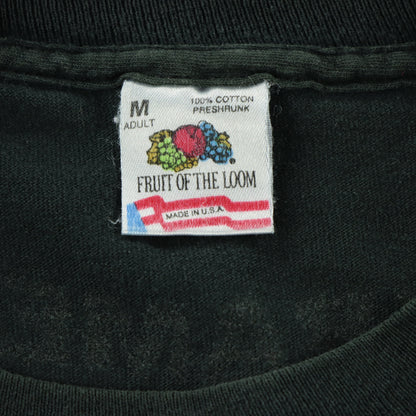 M
ADULT
100% COTTON
PRESHRUNK
FRUIT OF THE LOOM
MADE IN U.S.A.